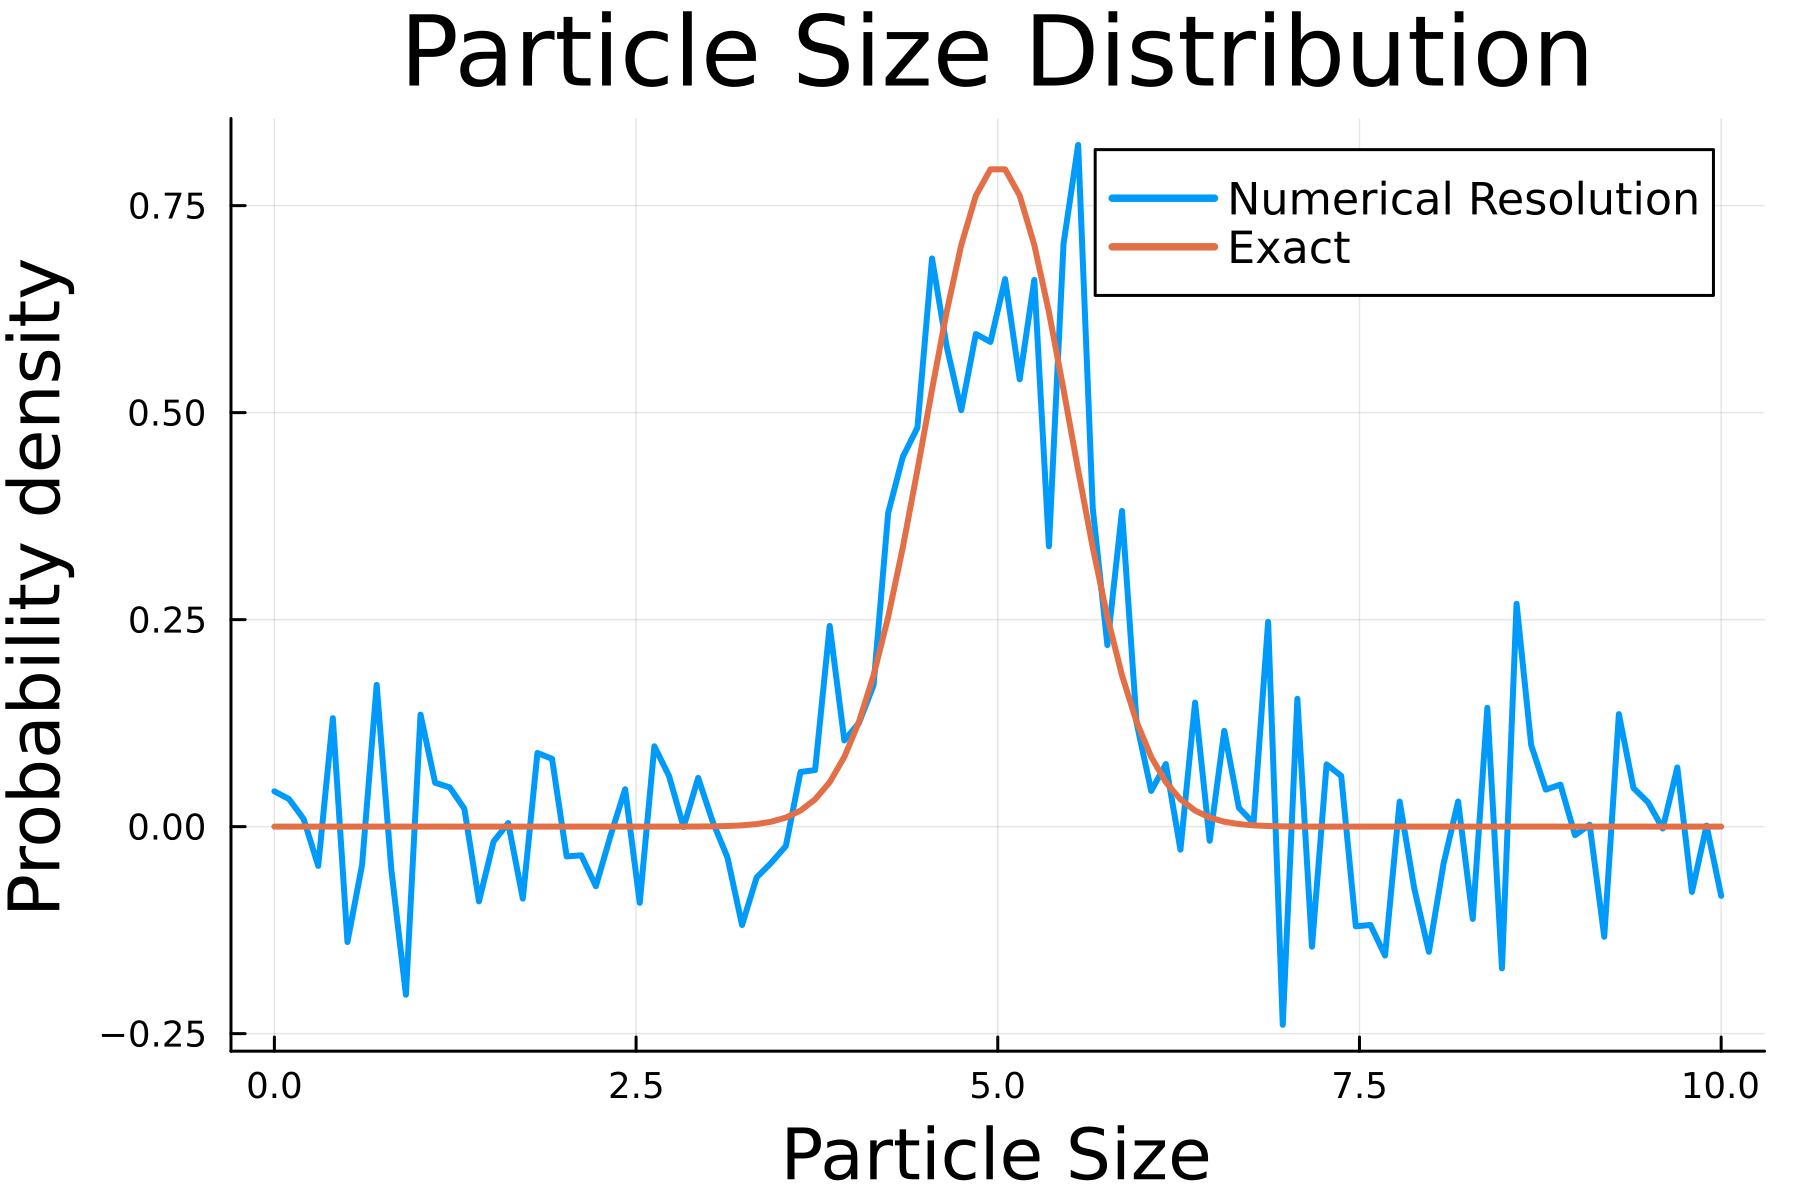 Particle Size Distribution
Probability density
0.75
0.50
0.25
0.00
−0.25
Numerical Resolution
Exact
0.0 2.5 5.0 7.5 10.0
Particle Size